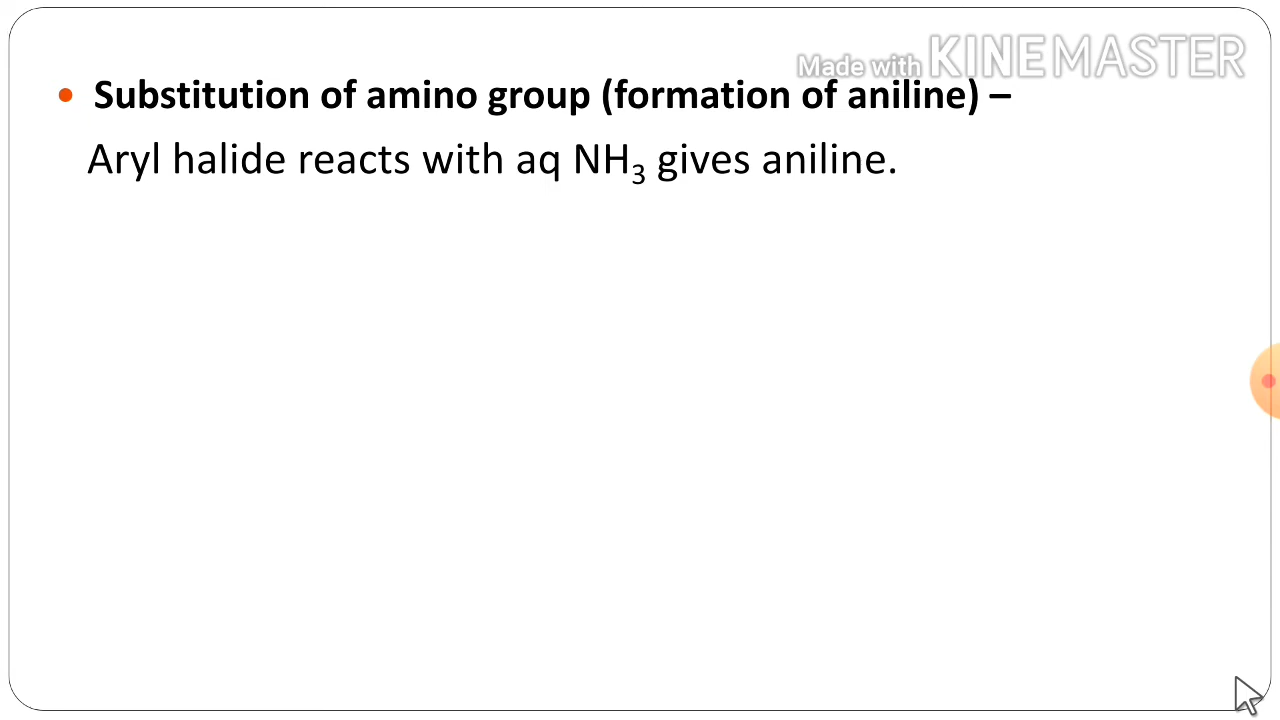 Made with KINEMASTER
• Substitution of amino group (formation of aniline) –
Aryl halide reacts with aq NH₃ gives aniline.